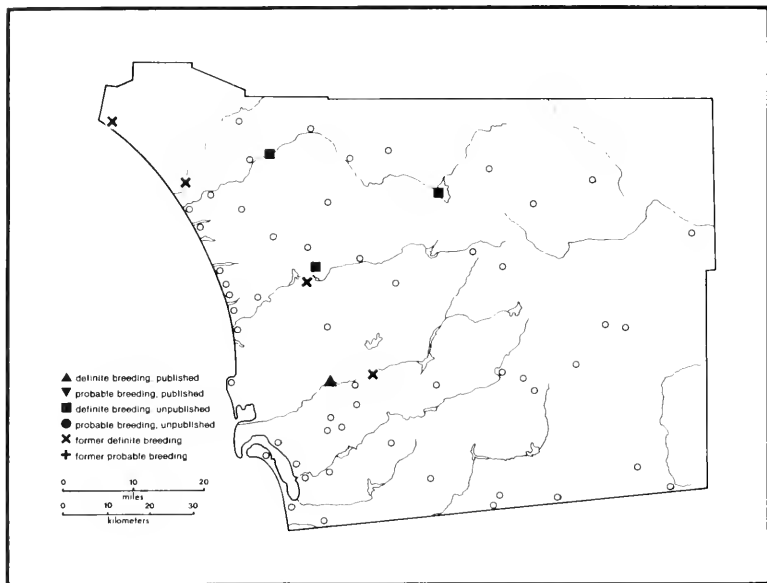 definite breeding, published
probable breeding, published
definite breeding, unpublished
probable breeding, unpublished
former definite breeding
former probable breeding
0 10 20
miles
0 10 20 30
kilometers